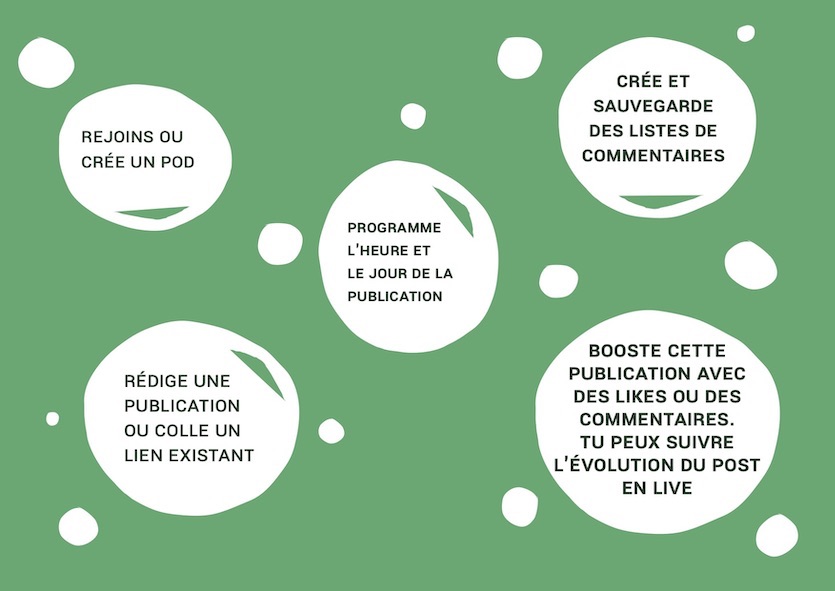 REJOINS OU
CRÉE UN POD
RÉDIGE UNE
PUBLICATION
OU COLLE UN
LIEN EXISTANT
PROGRAMME
L'HEURE ET
LE JOUR DE LA
PUBLICATION
CRÉE ET
SAUVEGARDE
DES LISTES DE
COMMENTAIRES
BOOSTE CETTE
PUBLICATION AVEC
DES LIKES OU DES
COMMENTAIRES.
TU PEUX SUIVRE
L'ÉVOLUTION DU POST
EN LIVE